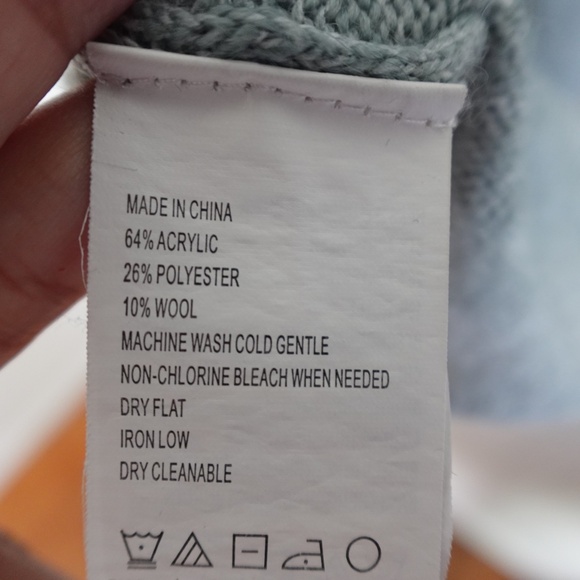 MADE IN CHINA
64% ACRYLIC
26% POLYESTER
10% WOOL
MACHINE WASH COLD GENTLE
NON-CHLORINE BLEACH WHEN NEEDED
DRY FLAT
IRON LOW
DRY CLEANABLE